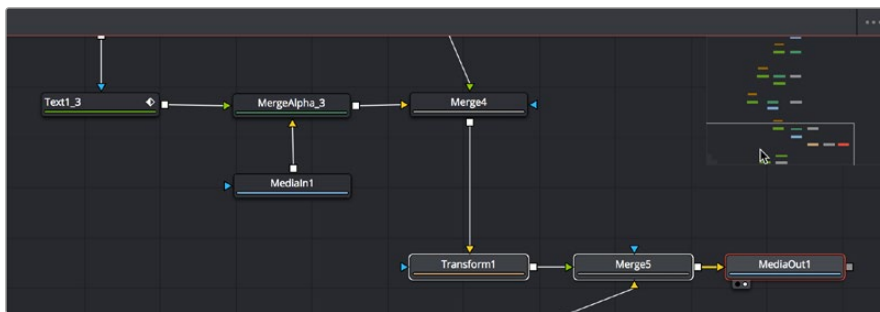 Text1_3
MergeAlpha_3
Merge4
MediaIn1
Transform1
Merge5
MediaOut1